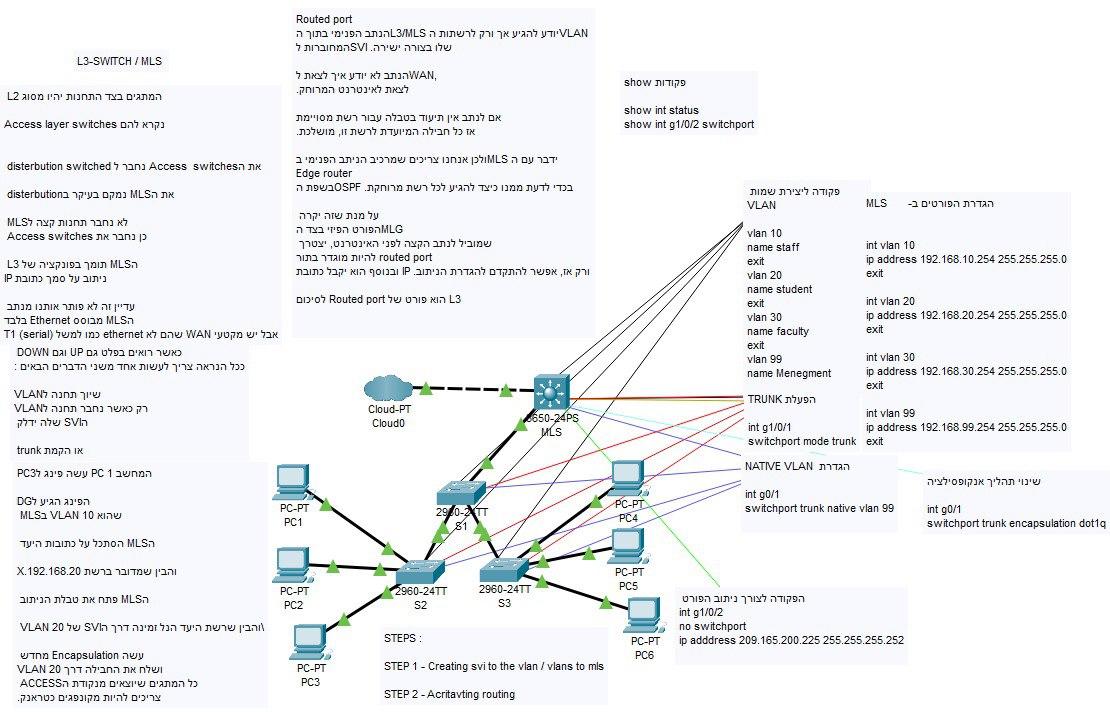 L3-SWITCH / MLS
המתגים בצד התחנות יהיו מסוג L2
נקרא להם Access layer switches
את הAccess switches נחבר ל disterbution switched
את הMLS נמקם בעיקר בdisterbution
לא נחבר תחנות קצה לMLS
כן נחבר את Access switches
הMLS תומך בפונקציה של L3
ניתוב על סמך כתובת IP
עדיין זה לא פותר אותנו מנתב
הMLS מבוסס Ethernet בלבד
אבל יש מקטעי WAN שהם לא ethernet כמו למשל T1 (serial)
כאשר רואים בפלט גם UP וגם DOWN
ככל הנראה צריך לעשות אחד משני הדברים הבאים :
שיוך תחנה לVLAN
רק כאשר נחבר תחנה לVLAN
הSVI שלה ידלק
או הקמת trunk
המחשב PC 1 עשה פינג לPC3
הפינג הגיע לDG
שהוא VLAN 10 בMLS
הMLS הסתכל על כתובות היעד
והבין שמדובר ברשת 192.168.20.X
הMLS פתח את טבלת הניתוב
והבין שרשת היעד הנל זמינה דרך הSVI של VLAN 20\
עשה Encapsulation מחדש
ושלח את החבילה דרך VLAN 20
כל המתגים שיוצאים מנקודת הACCESS
צריכים להיות מקונפגים כטראנק.
Routed port
הנתב הפנימי בתוך הL3/MLS יודע להגיע אך ורק לרשתות הVLAN
שלו בצורה ישירה. SVIהמחוברות ל
הנתב לא יודע איך לצאת לWAN,
לצאת לאינטרנט המרוחק.
אם לנתב אין תיעוד בטבלה עבור רשת מסויימת
אז כל חבילה המיועדת לרשת זו, מושלכת.
ולכן אנחנו צריכים שמרכיב הניתב הפנימי בMLS ידבר עם ה
Edge router
בשפת הOSPF. בכדי לדעת ממנו כיצד להגיע לכל רשת מרוחקת
על מנת שזה יקרה
הפורט הפיזי בצד הMLG
שמוביל לנתב הקצה לפני האינטרנט, יצטרך
להיות מוגדר בתור routed port
ורק אז, אפשר להתקדם להגדרת הניתוב. IP ובנוסף הוא יקבל כתובת
לסיכום Routed port הוא פורט של L3
פקודות show
show int status
show int g1/0/2 switchport
פקודה ליצירת שמות
VLAN
vlan 10
name staff
exit
vlan 20
name student
exit
vlan 30
name faculty
exit
vlan 99
name Menegment
הפעלת TRUNK
int g1/0/1
switchport mode trunk
הגדרת הפורטים ב- MLS
int vlan 10
ip address 192.168.10.254 255.255.255.0
exit
int vlan 20
ip address 192.168.20.254 255.255.255.0
exit
int vlan 30
ip address 192.168.30.254 255.255.255.0
exit
int vlan 99
ip address 192.168.99.254 255.255.255.0
exit
הגדרת NATIVE VLAN
int g0/1
switchport trunk native vlan 99
שינוי תהליך אנקופסילציה
int g0/1
switchport trunk encapsulation dot1q
הפקודה לצורך ניתוב הפורט
int g1/0/2
no switchport
ip adddress 209.165.200.225 255.255.255.252
Cloud-PT
Cloud0
3650-24PS
MLS
2960-24TT
S1
2960-24TT
S2
2960-24TT
S3
PC-PT
PC1
PC-PT
PC2
PC-PT
PC3
PC-PT
PC4
PC-PT
PC5
PC-PT
PC6
STEPS :
STEP 1 - Creating svi to the vlan / vlans to mls
STEP 2 - Acritavting routing